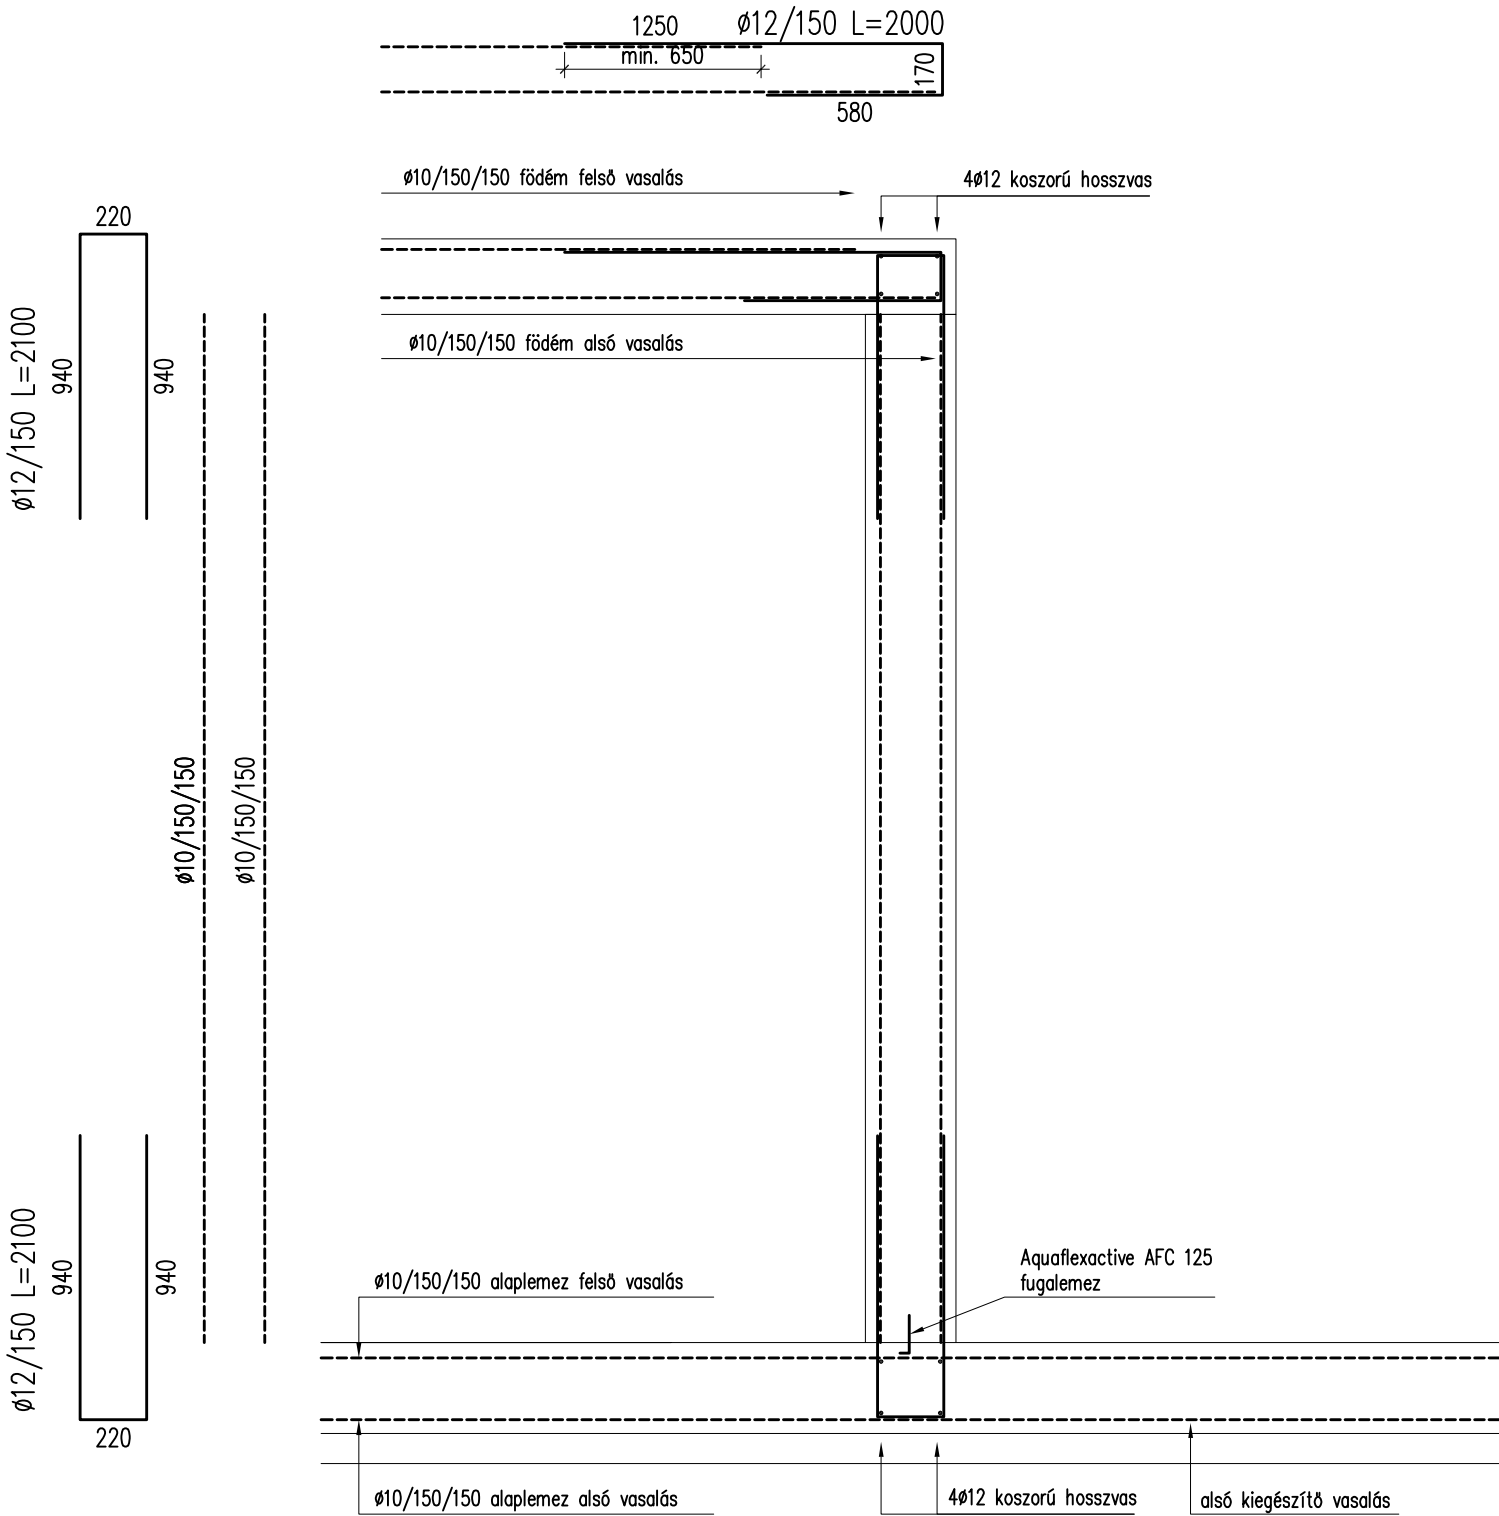 1250
ø12/150 L=2000
min. 650
170
580
ø10/150/150 födém felső vasalás
4ø12 koszorú hosszvas
220
ø12/150 L=2100
940
940
ø10/150/150 födém alsó vasalás
ø10/150/150
ø10/150/150
ø12/150 L=2100
940
940
220
ø10/150/150 alaplemez felső vasalás
Aquaflexactive AFC 125
fugalemez
ø10/150/150 alaplemez alsó vasalás
4ø12 koszorú hosszvas
alsó kiegészítő vasalás